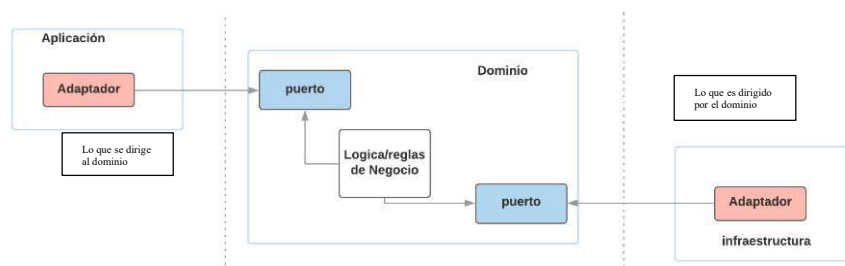 Aplicación
Adaptador
Lo que se dirige
al dominio
puerto
Dominio
Logica/reglas
de Negocio
puerto
Lo que es dirigido
por el dominio
Adaptador
infraestructura